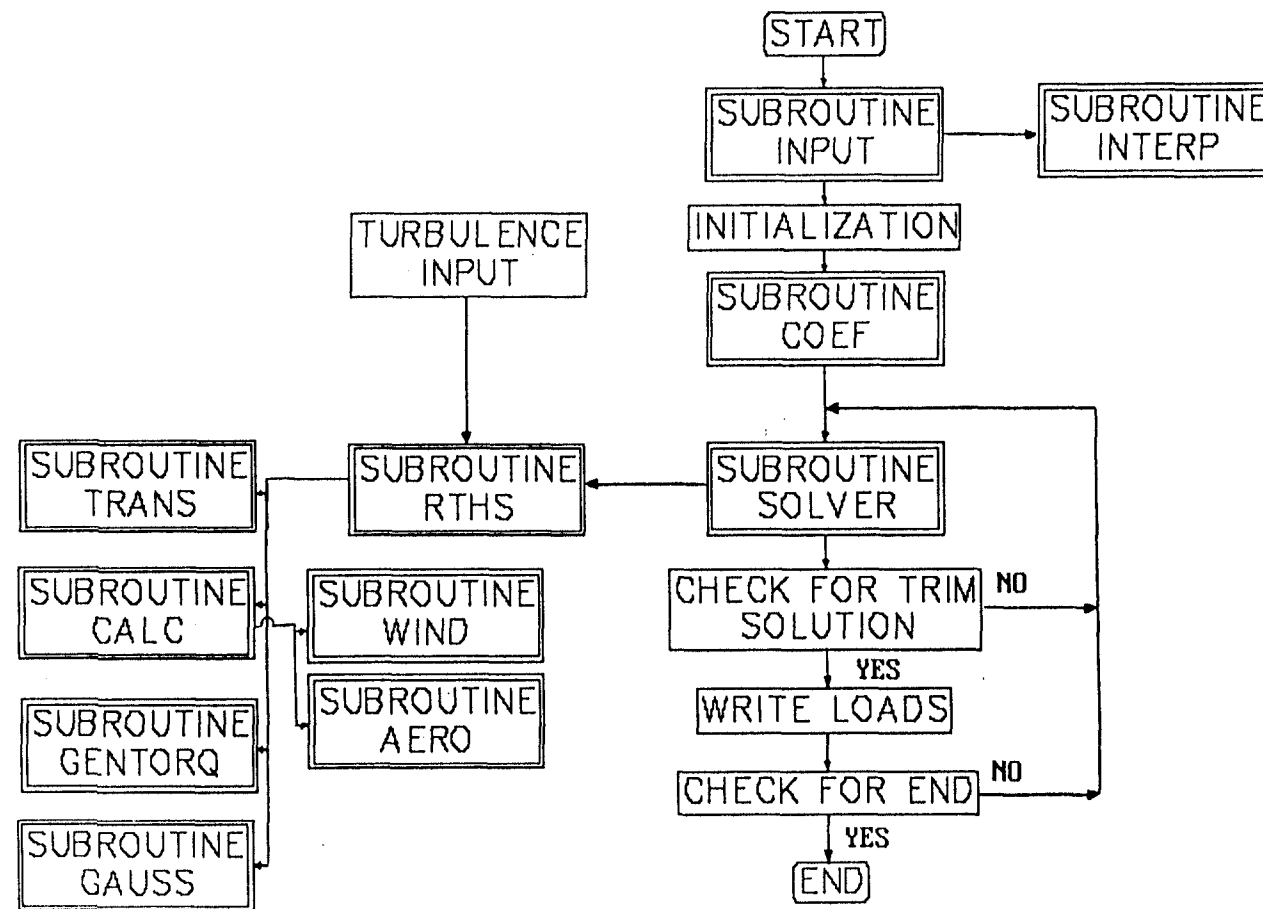 START
SUBROUTINE
INPUT
SUBROUTINE
INTERP
INITIALIZATION
TURBULENCE
INPUT
SUBROUTINE
COEF
SUBROUTINE
TRANS
SUBROUTINE
RTHS
SUBROUTINE
SOLVER
SUBROUTINE
CALC
SUBROUTINE
WIND
CHECK FOR TRIM
SOLUTION
NO
YES
SUBROUTINE
GENTORQ
SUBROUTINE
AERO
WRITE LOADS
CHECK FOR END
NO
YES
SUBROUTINE
GAUSS
END